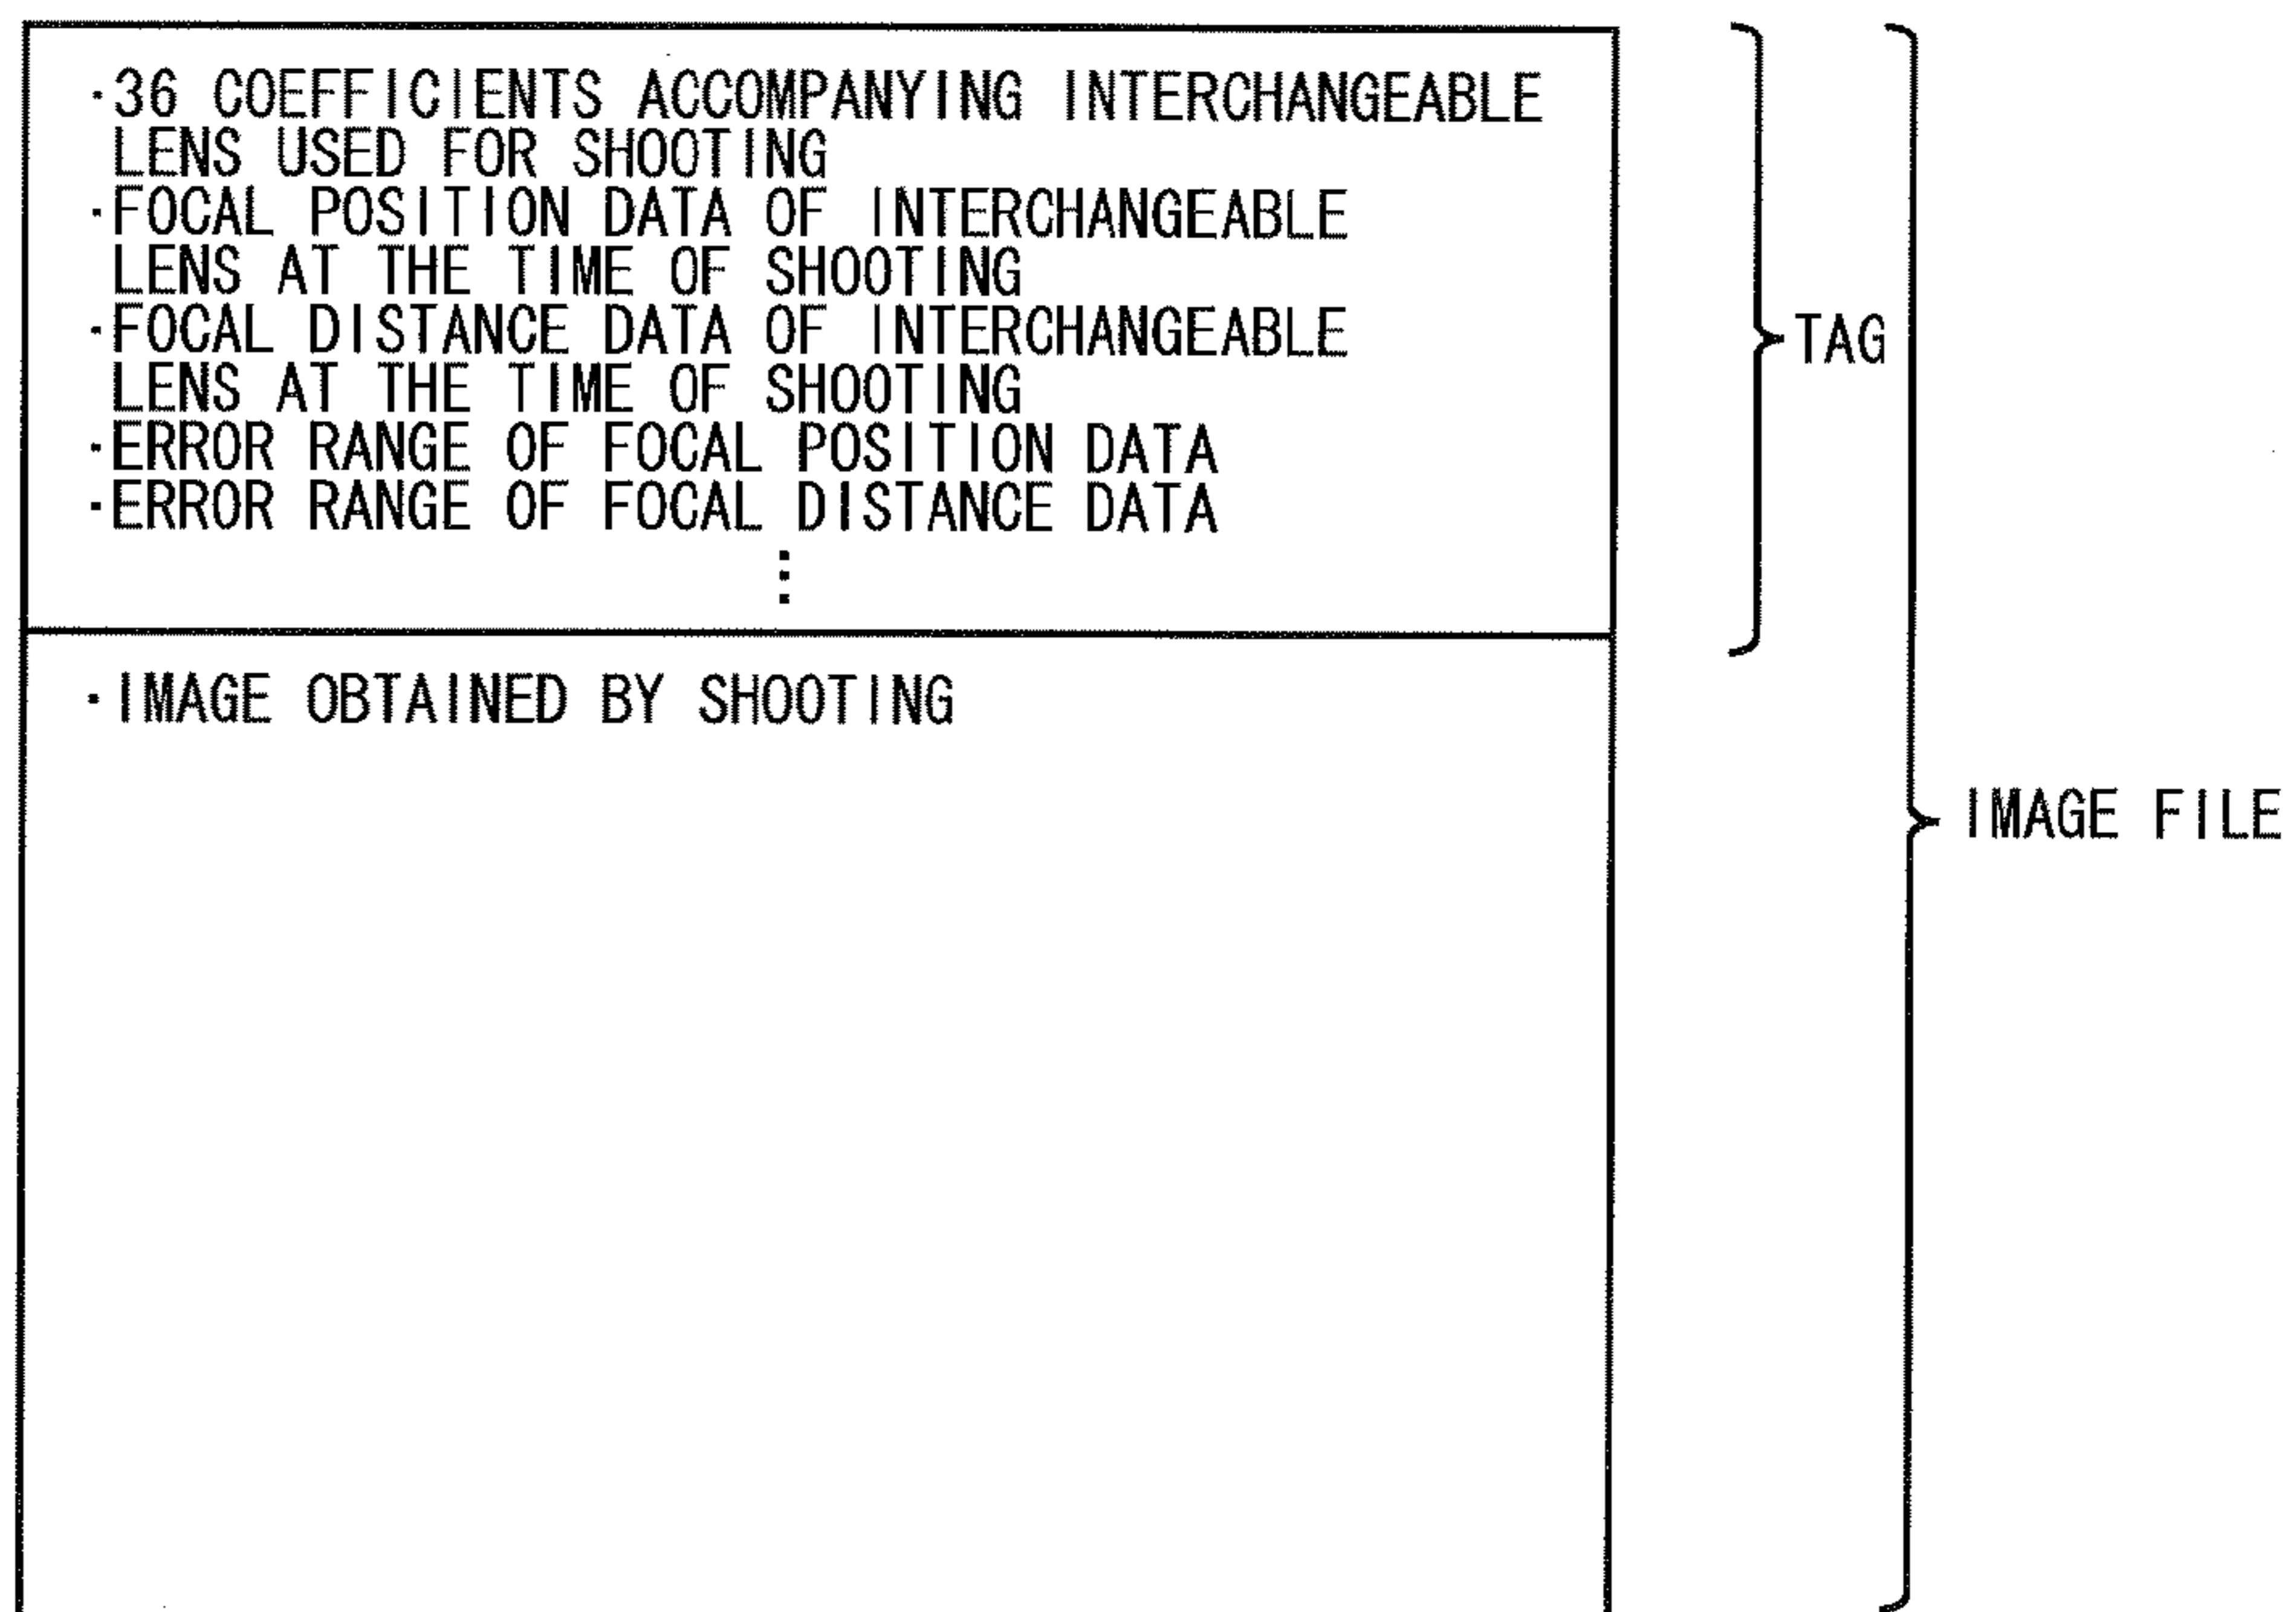 ·36 COEFFICIENTS ACCOMPANYING INTERCHANGEABLE
LENS USED FOR SHOOTING
·FOCAL POSITION DATA OF INTERCHANGEABLE
LENS AT THE TIME OF SHOOTING
·FOCAL DISTANCE DATA OF INTERCHANGEABLE
LENS AT THE TIME OF SHOOTING
·ERROR RANGE OF FOCAL POSITION DATA
·ERROR RANGE OF FOCAL DISTANCE DATA
⋮
TAG
·IMAGE OBTAINED BY SHOOTING
IMAGE FILE